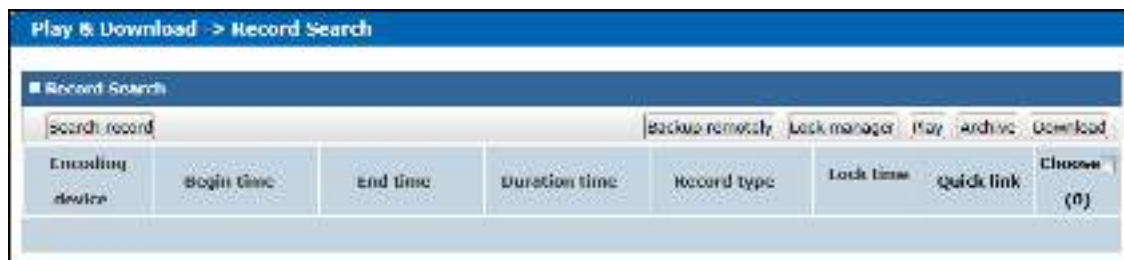 Play & Download -> Record Search
Record Search
Search record Backup remotely Lock manager Play Archive Download
Encoding device Begin time End time Duration time Record type Lock time Quick link Choose (0)